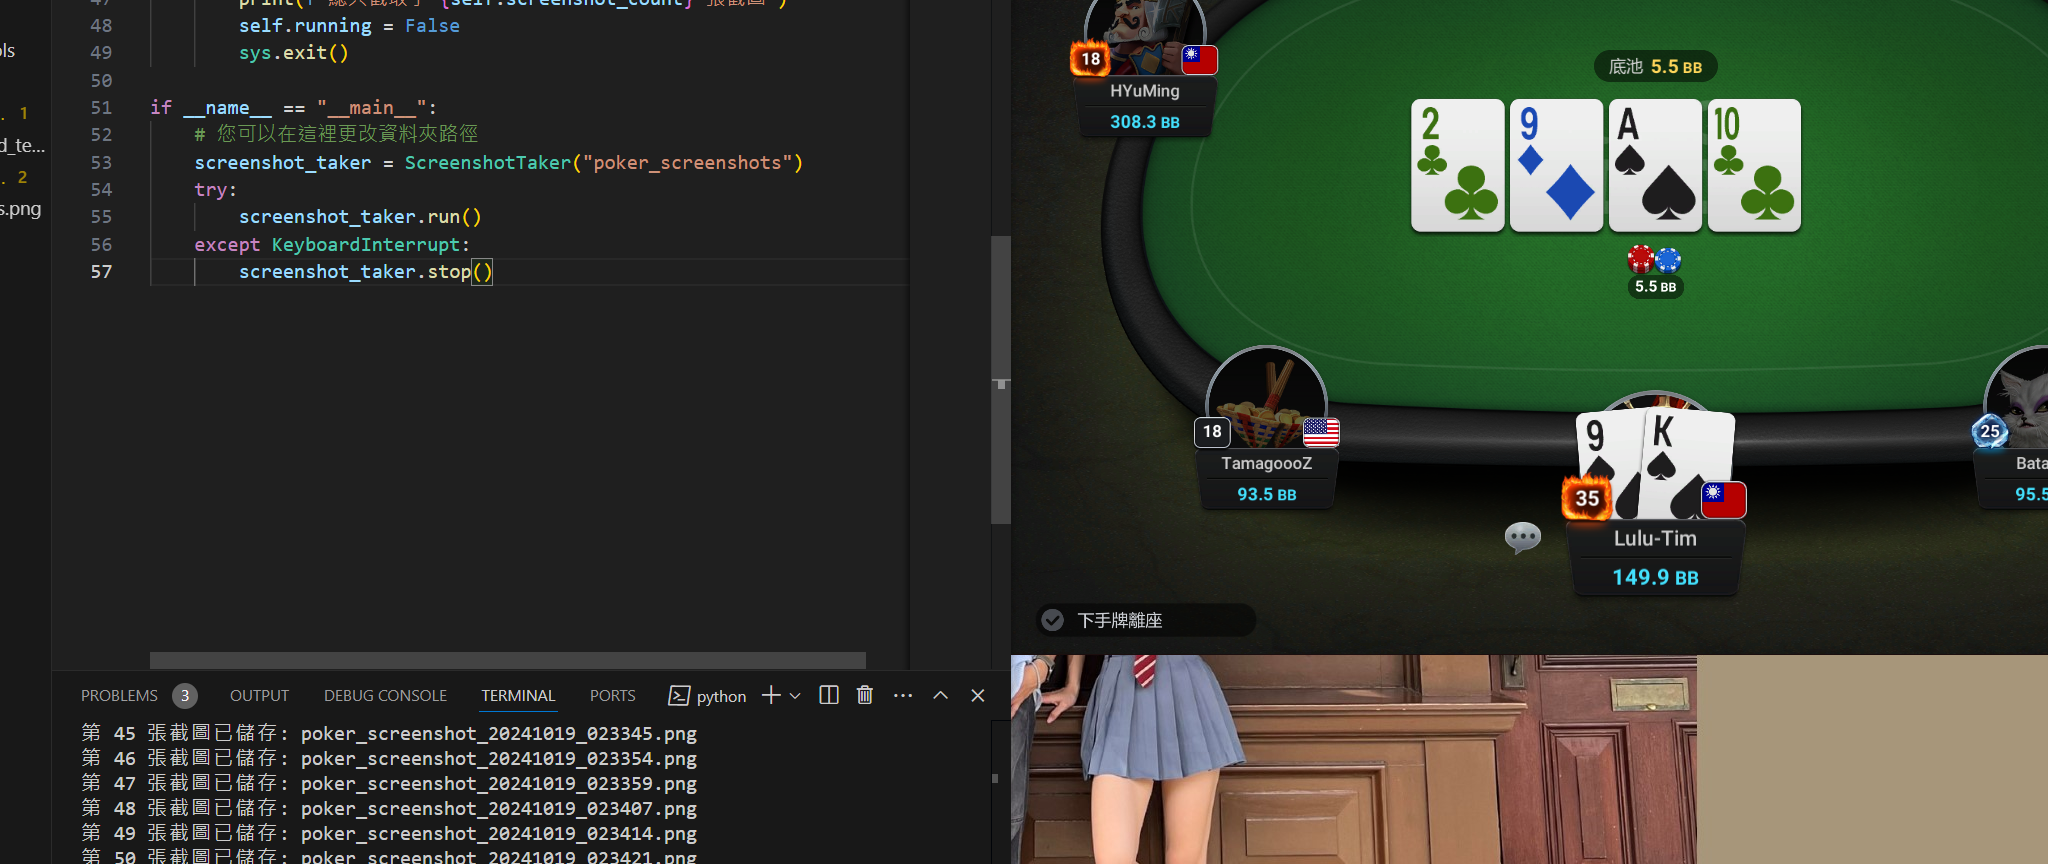 ols
1
d_te...
2
s.png
47
print(f"總共截取了 {self.screenshot_count} 張截圖")
48 self.running = False
49 sys.exit()
50
51 if __name__ == "__main__":
52 # 您可以在這裡更改資料夾路徑
53 screenshot_taker = ScreenshotTaker("poker_screenshots")
54 try:
55 screenshot_taker.run()
56 except KeyboardInterrupt:
57 screenshot_taker.stop()
PROBLEMS 3 OUTPUT DEBUG CONSOLE TERMINAL PORTS python
第 45 張截圖已儲存: poker_screenshot_20241019_023345.png
第 46 張截圖已儲存: poker_screenshot_20241019_023354.png
第 47 張截圖已儲存: poker_screenshot_20241019_023359.png
第 48 張截圖已儲存: poker_screenshot_20241019_023407.png
第 49 張截圖已儲存: poker_screenshot_20241019_023414.png
第 50 張截圖已儲存: poker_screenshot_20241019_023421.png
18
HYuMing
308.3 BB
底池 5.5 BB
2 9 A 10
5.5 BB
18
TamagoooZ
93.5 BB
9 K
35
Lulu-Tim
149.9 BB
25
Bata
95.5
下手牌離座